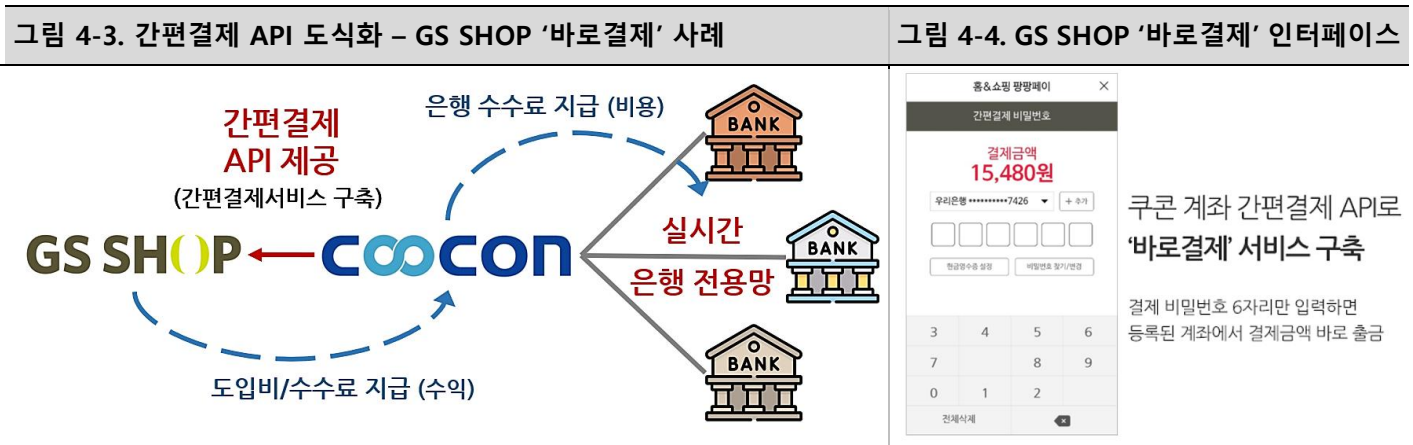 그림 4-3. 간편결제 API 도식화 – GS SHOP ‘바로결제’ 사례
간편결제
API 제공
(간편결제서비스 구축)
은행 수수료 지급 (비용)
GS SHOP
COOCON
BANK
실시간
은행 전용망
BANK
BANK
도입비/수수료 지급 (수익)
그림 4-4. GS SHOP ‘바로결제’ 인터페이스
홈&쇼핑 팡팡페이 ×
간편결제 비밀번호
결제금액
15,480원
우리은행 ••••••••••7426 ▼ + 추가
현금영수증 설정 비밀번호 찾기/변경
3 4 5 6
7 8 9
0 1 2
전체삭제
쿠콘 계좌 간편결제 API로
‘바로결제’ 서비스 구축
결제 비밀번호 6자리만 입력하면
등록된 계좌에서 결제금액 바로 출금